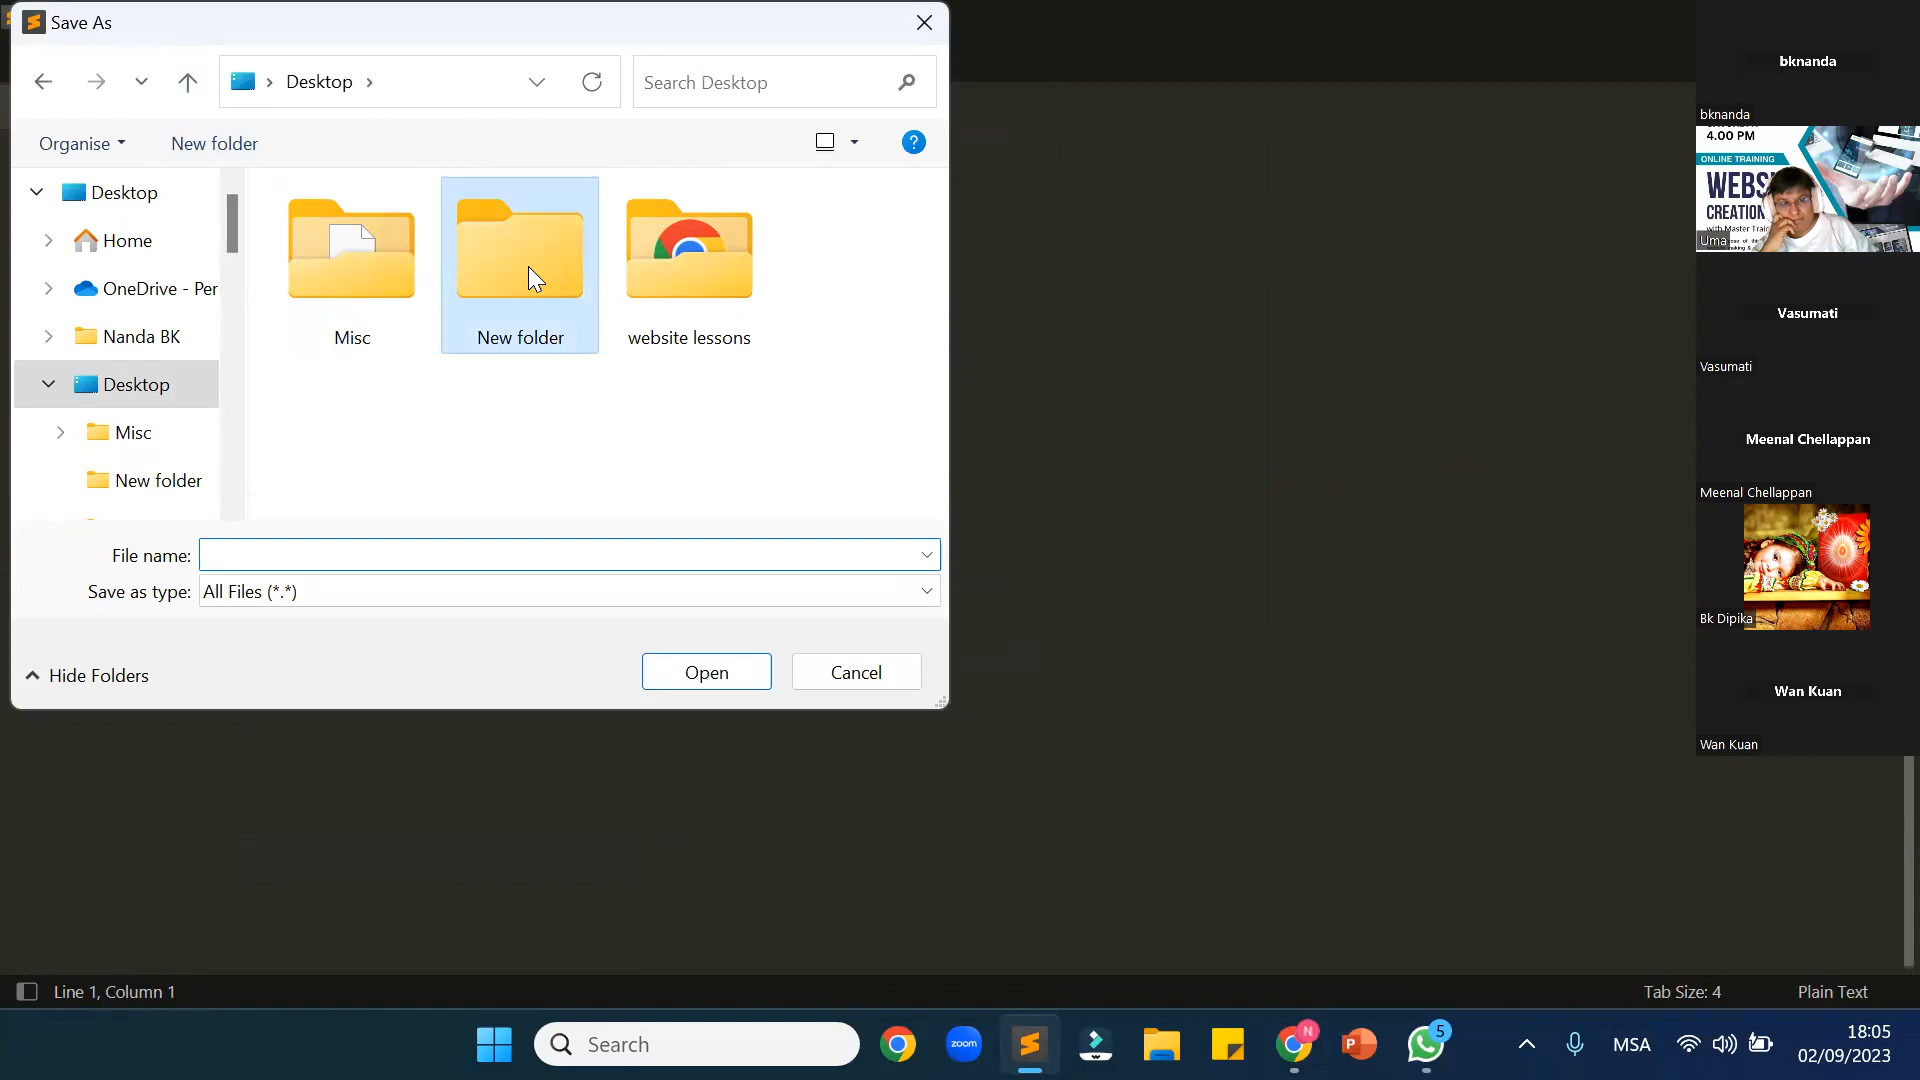 Save As
Desktop
Search Desktop
Organise
New folder
Desktop
Home
OneDrive - Per
Nanda BK
Desktop
Misc
New folder
Misc
New folder
website lessons
File name:
Save as type: All Files (*.*)
Hide Folders
Open
Cancel
bknanda
bknanda
4.00 PM
ONLINE TRAINING
WEBS
CREATION
Uma
Vasumati
Vasumati
Meenal Chellappan
Meenal Chellappan
Bk Dipika
Wan Kuan
Wan Kuan
Line 1, Column 1
Tab Size: 4
Plain Text
Search
zoom
N
P
5
MSA
18:05
02/09/2023